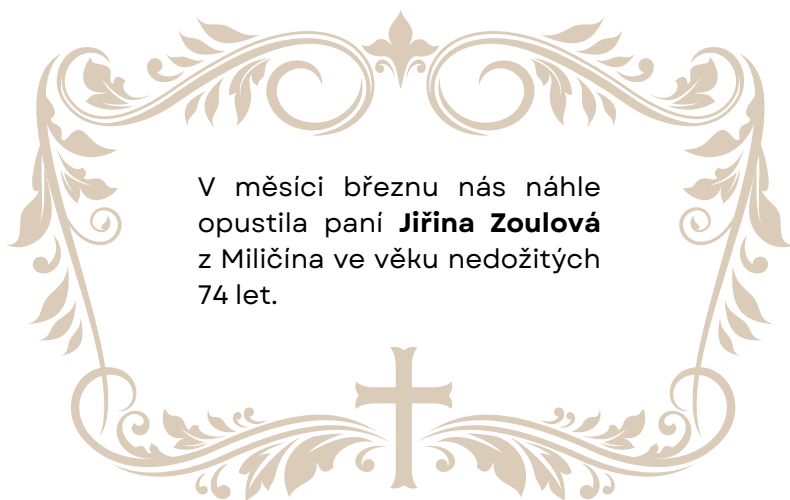 V měsíci březnu nás náhle
opustila paní Jiřina Zoulová
z Miličína ve věku nedožitých
74 let.